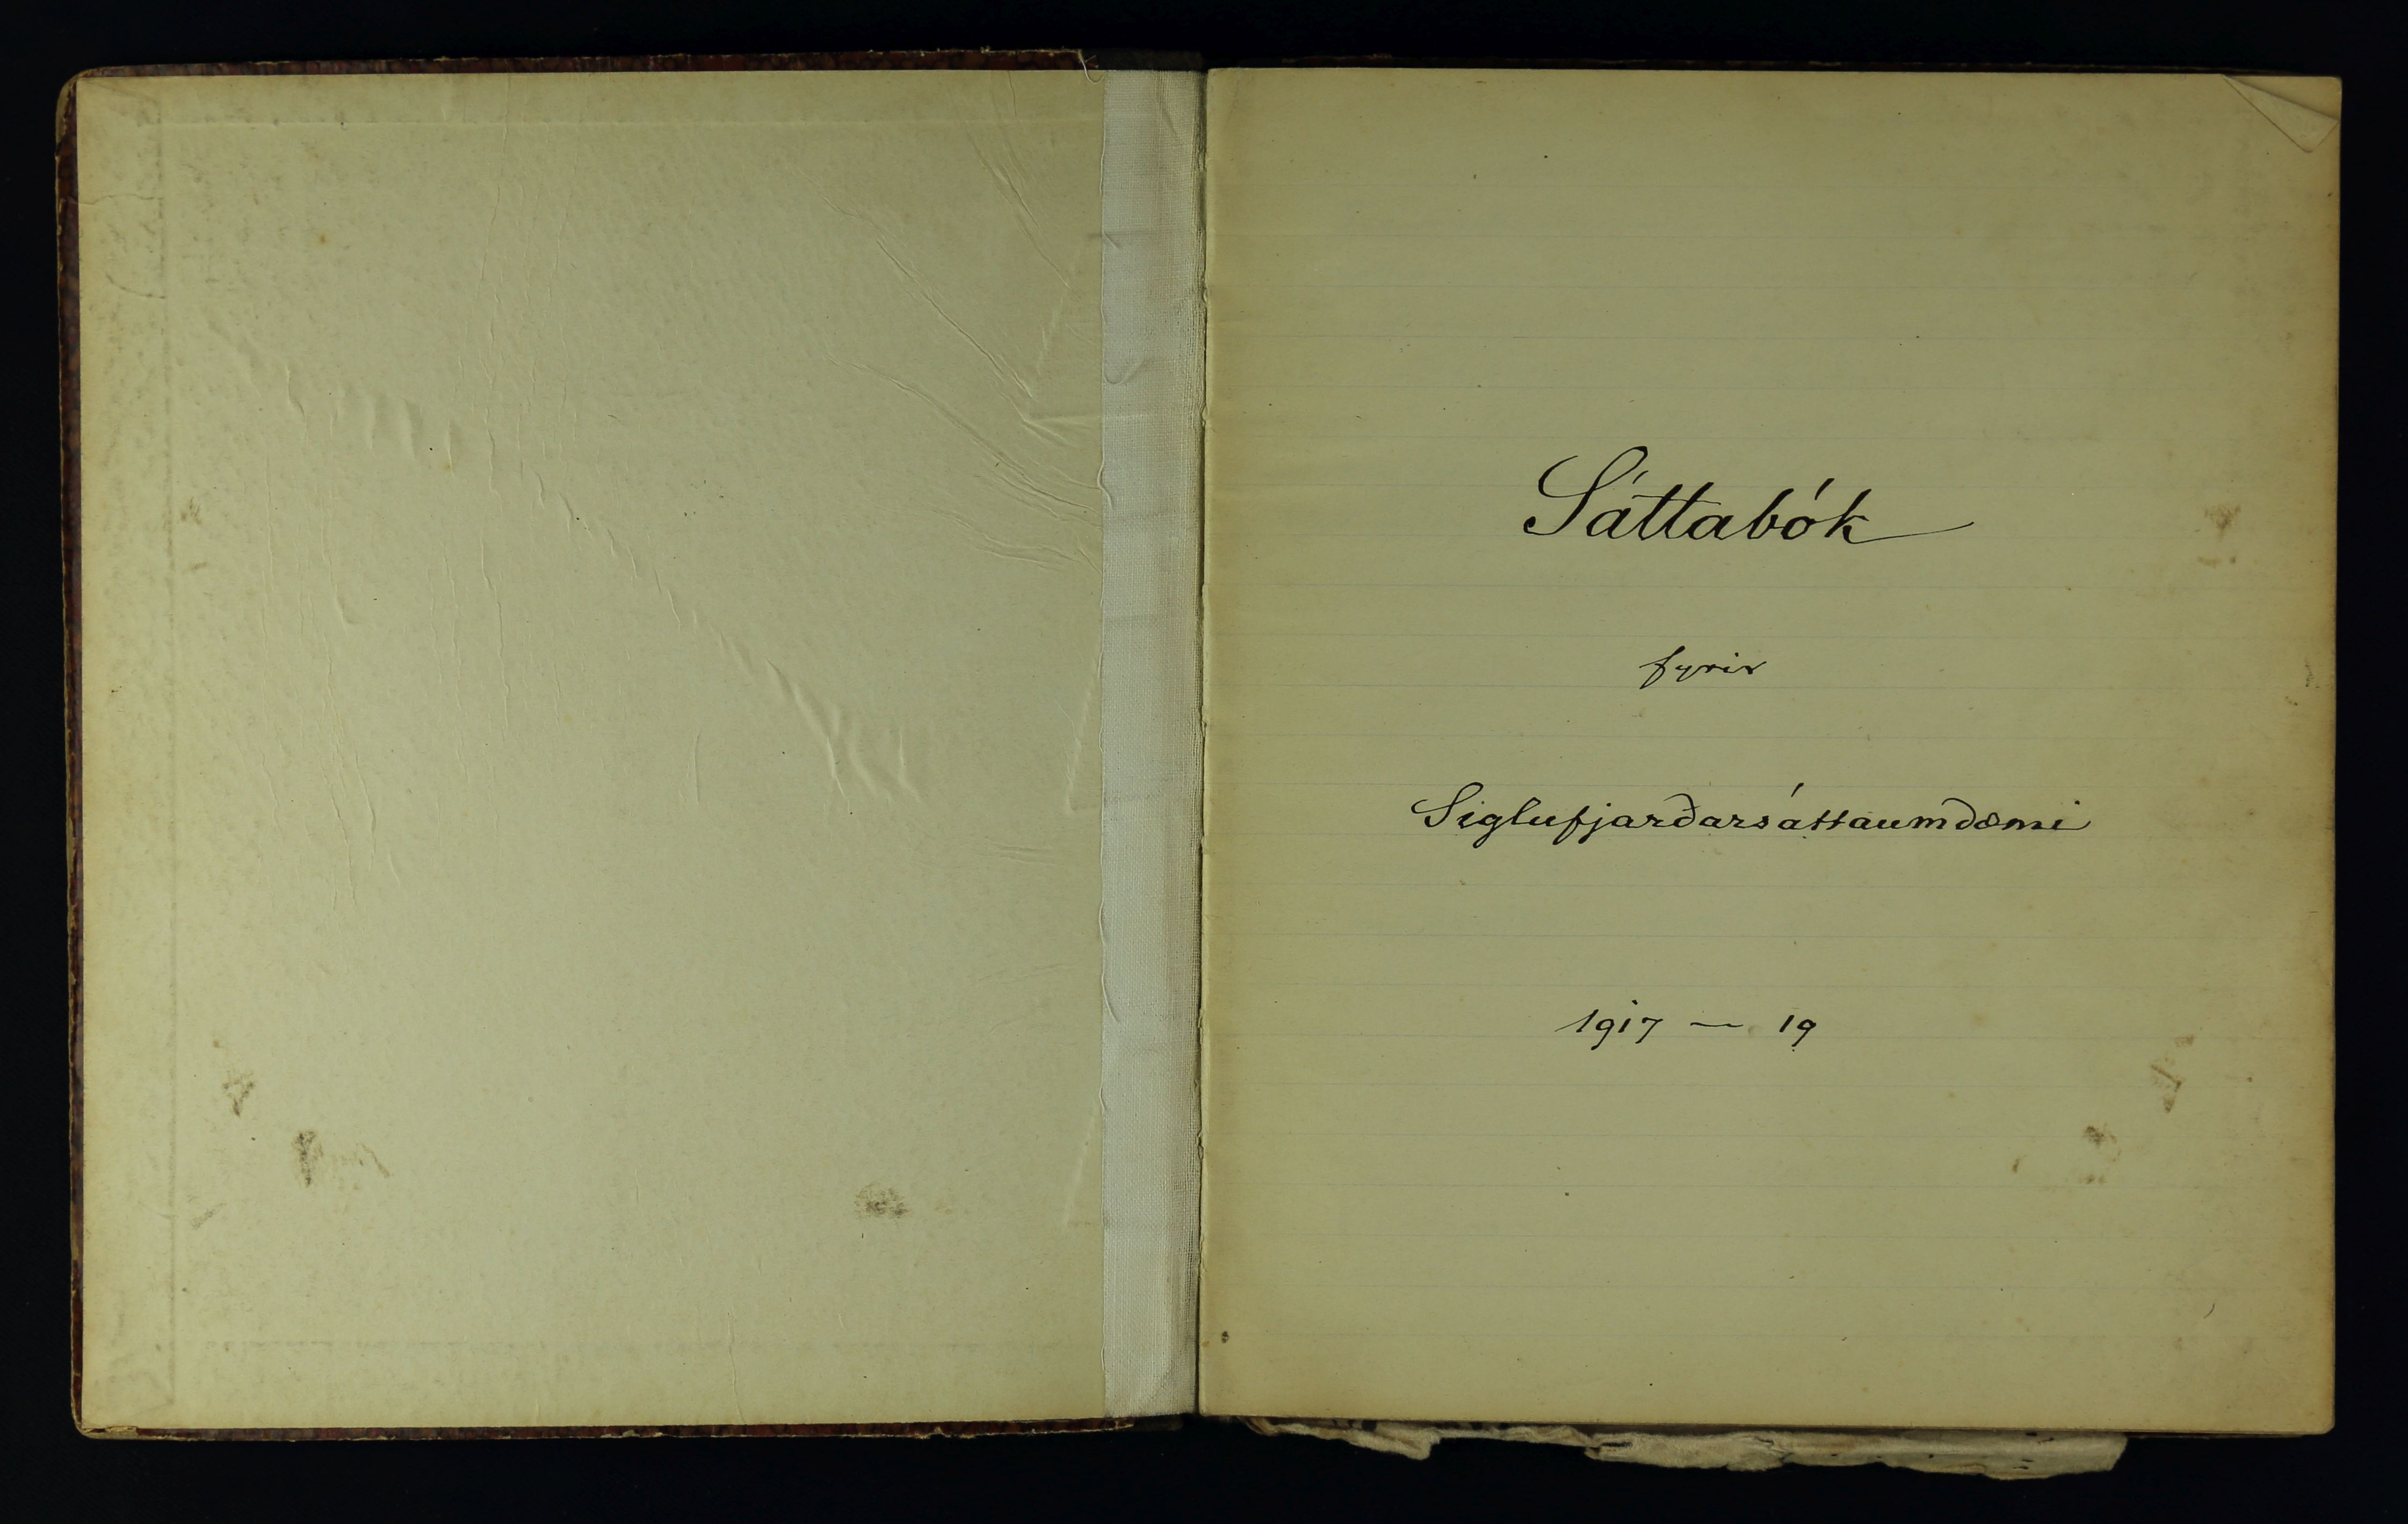 Sáttabók
fyrir
Siglufjarðarsáttaumdæmi
1917 — 19